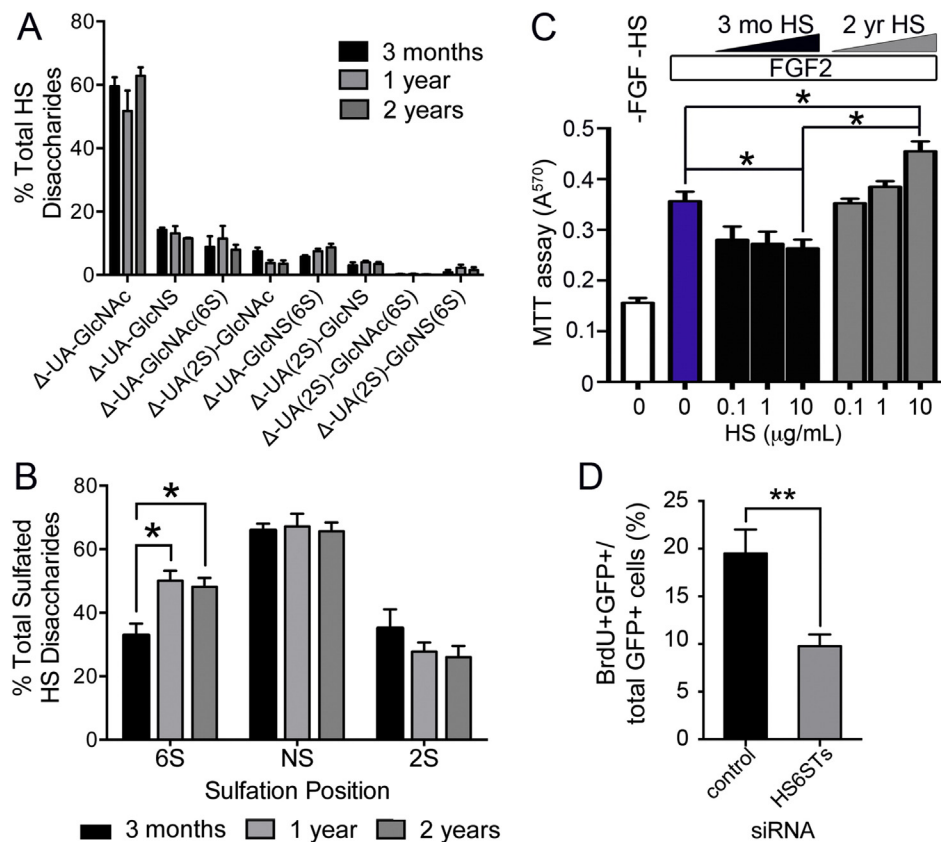 A
80
60
40
20
0
% Total HS
Disaccharides
3 months
1 year
2 years
Δ-UA-GlcNAc
Δ-UA-GlcNS
Δ-UA-GlcNAc(6S)
Δ-UA(2S)-GlcNAc
Δ-UA-GlcNS(6S)
Δ-UA(2S)-GlcNS
Δ-UA(2S)-GlcNAc(6S)
Δ-UA(2S)-GlcNS(6S)
B
80
60
40
20
0
% Total Sulfated
HS Disaccharides
*
*
6S NS 2S
Sulfation Position
3 months 1 year 2 years
C
-FGF -HS
3 mo HS 2 yr HS
FGF2
*
*
*
0.5
0.4
0.3
0.2
0.1
MTT assay (A570)
0 0 0.1 1 10 0.1 1 10
HS (μg/mL)
D
25
20
15
10
5
0
BrdU+GFP+/
total GFP+ cells (%)
**
control
HS6STs
siRNA